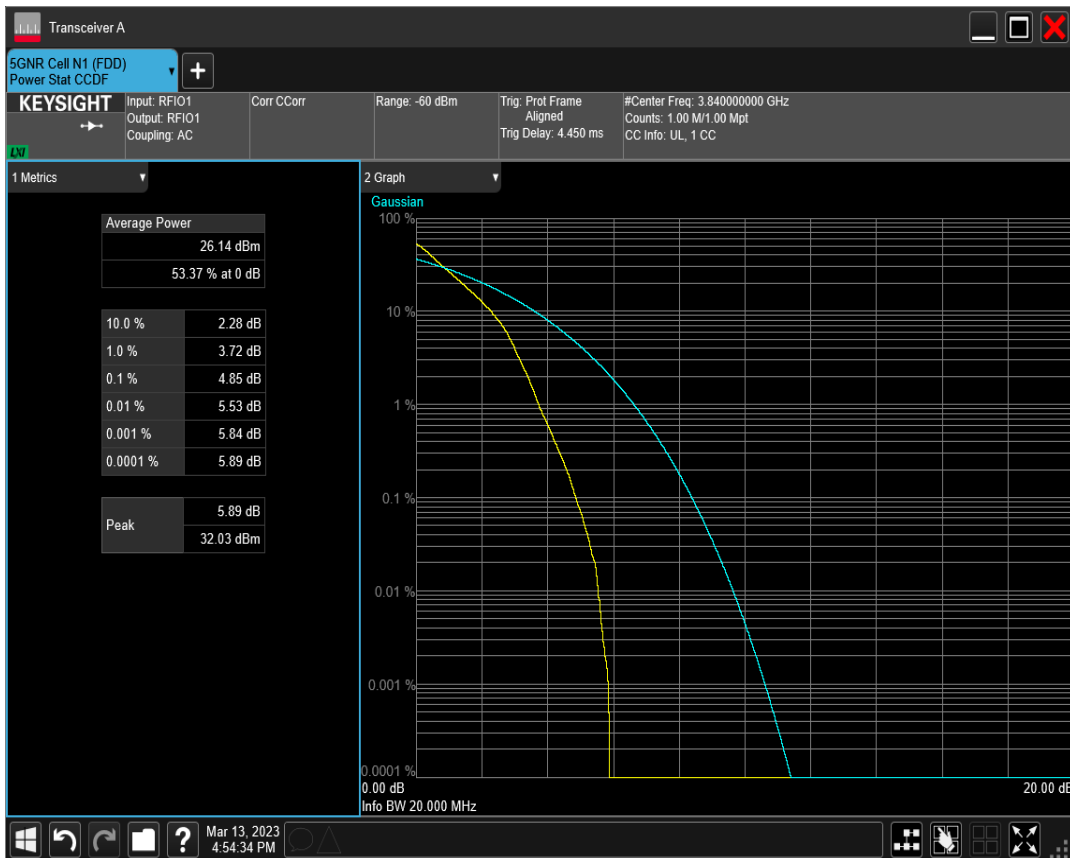 Transceiver A
5GNR Cell N1 (FDD)
Power Stat CCDF
KEYSIGHT
LXI
Input: RFIO1
Output: RFIO1
Coupling: AC
Corr CCorr
Range: -60 dBm
Trig: Prot Frame
Aligned
Trig Delay: 4.450 ms
#Center Freq: 3.840000000 GHz
Counts: 1.00 M/1.00 Mpt
CC Info: UL, 1 CC
1 Metrics
Average Power
26.14 dBm
53.37 % at 0 dB
10.0 % 2.28 dB
1.0 % 3.72 dB
0.1 % 4.85 dB
0.01 % 5.53 dB
0.001 % 5.84 dB
0.0001 % 5.89 dB
Peak
5.89 dB
32.03 dBm
2 Graph
Gaussian
100 %
10 %
1 %
0.1 %
0.01 %
0.001 %
0.0001 %
0.00 dB 20.00 dB
Info BW 20.000 MHz
?
Mar 13, 2023
4:54:34 PM